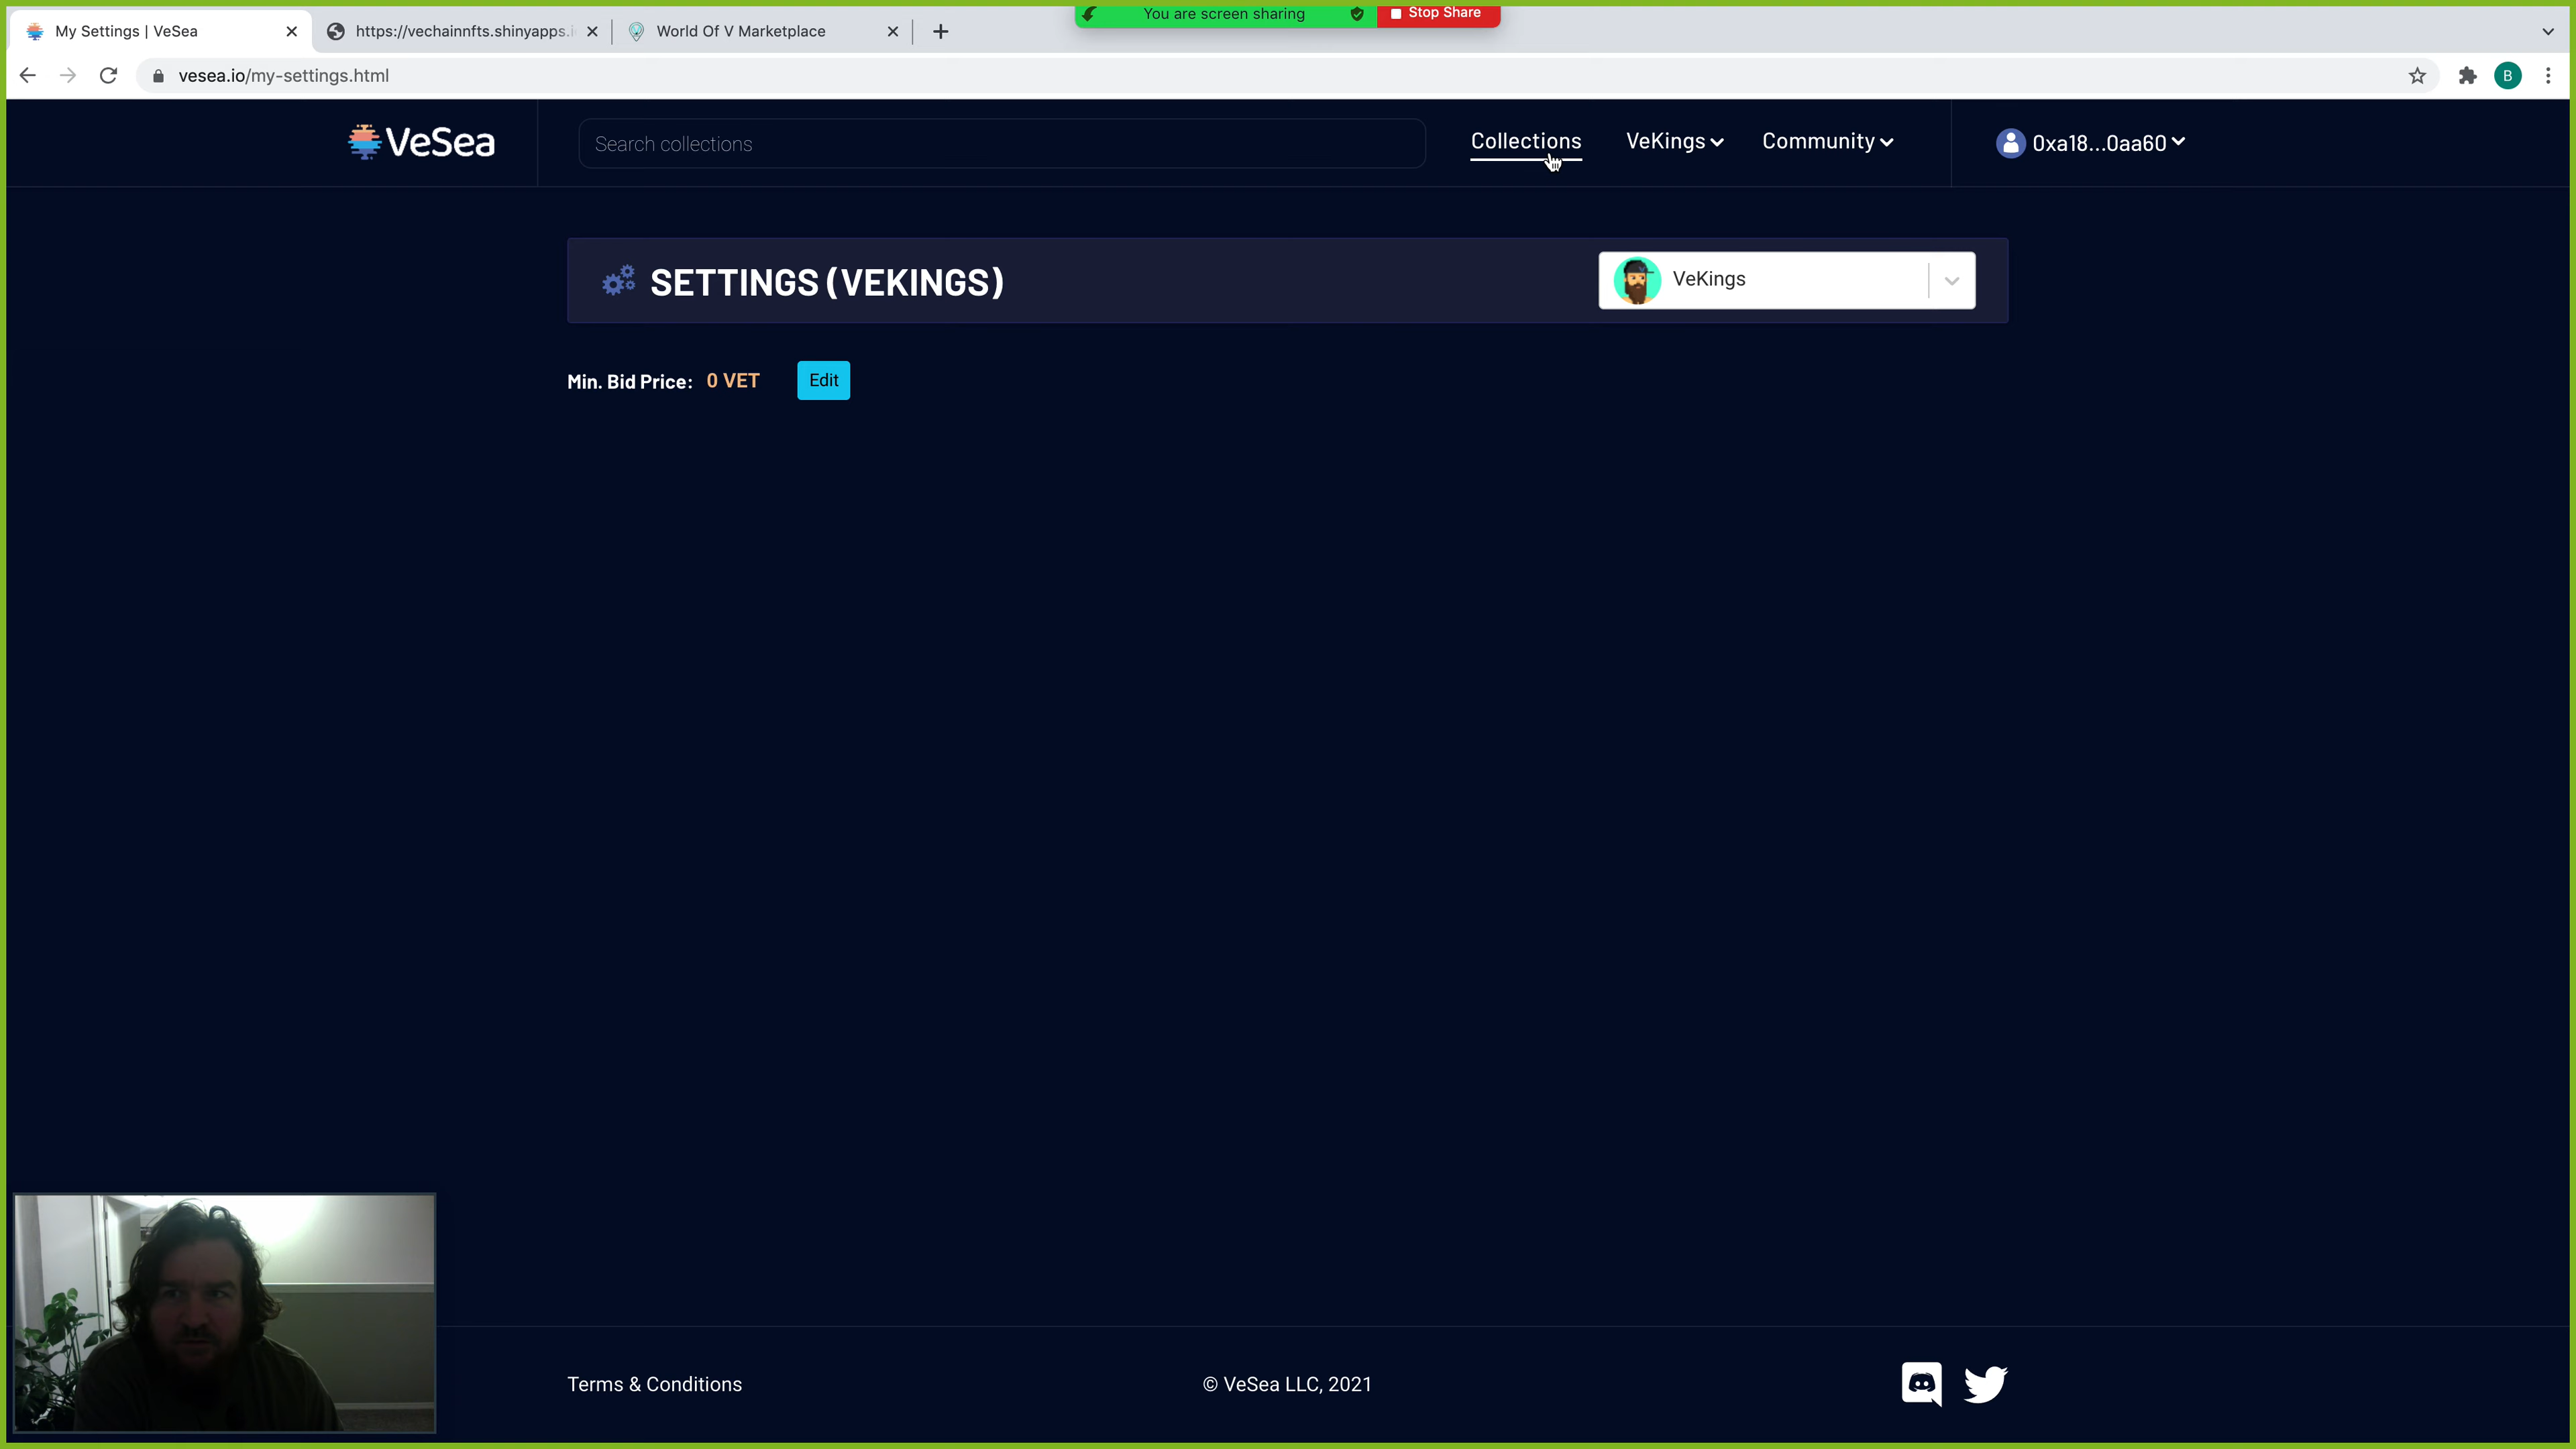 You are screen sharing
Stop Share
My Settings | VeSea
https://vechainnfts.shinyapps.i
World Of V Marketplace
vesea.io/my-settings.html
B
VeSea
Search collections
Collections
VeKings
Community
0xa18...0aa60
SETTINGS (VEKINGS)
VeKings
Min. Bid Price: 0 VET
Edit
Terms & Conditions
© VeSea LLC, 2021